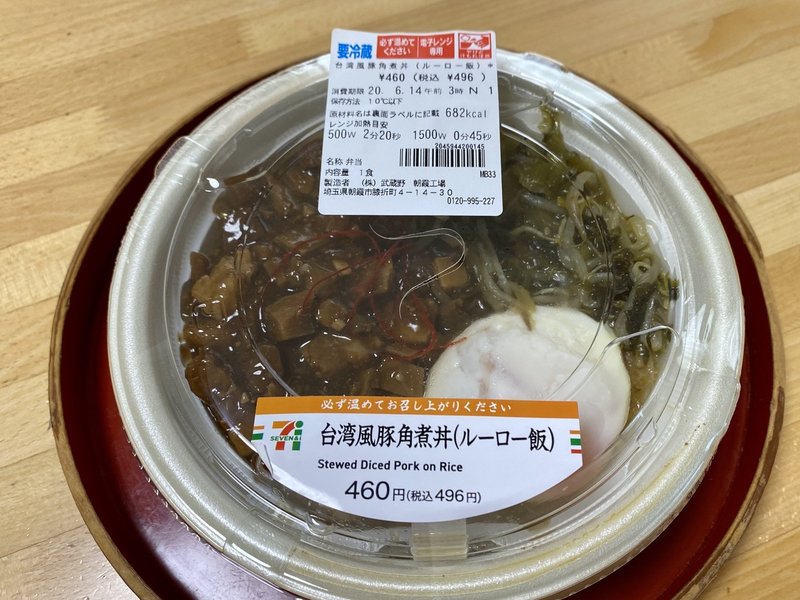 要冷蔵 必ず温めてください 電子レンジ専用
台湾風豚角煮丼(ルーロー飯)*
¥460(税込 ¥496 )
消費期限 20. 6.14午前 3時 N 1
保存方法 10℃以下
原材料名は裏面ラベルに記載 682kcal
レンジ加熱目安
500W 2分20秒 1500W 0分45秒
2045944200145
名称 弁当
内容量 1食 MB33
製造者 (株)武蔵野 朝霞工場
埼玉県朝霞市膝折町4-14-30
0120-995-227
必ず温めてお召し上がりください
SEVEN&i
台湾風豚角煮丼(ルーロー飯)
Stewed Diced Pork on Rice
460円(税込496円)